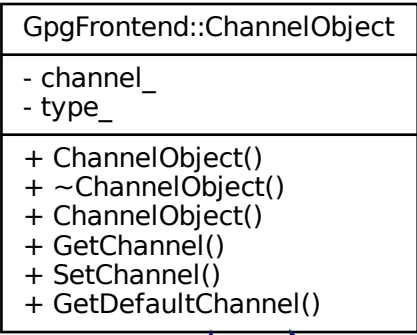 GpgFrontend::ChannelObject
- channel_
- type_
+ ChannelObject()
+ ~ChannelObject()
+ ChannelObject()
+ GetChannel()
+ SetChannel()
+ GetDefaultChannel()